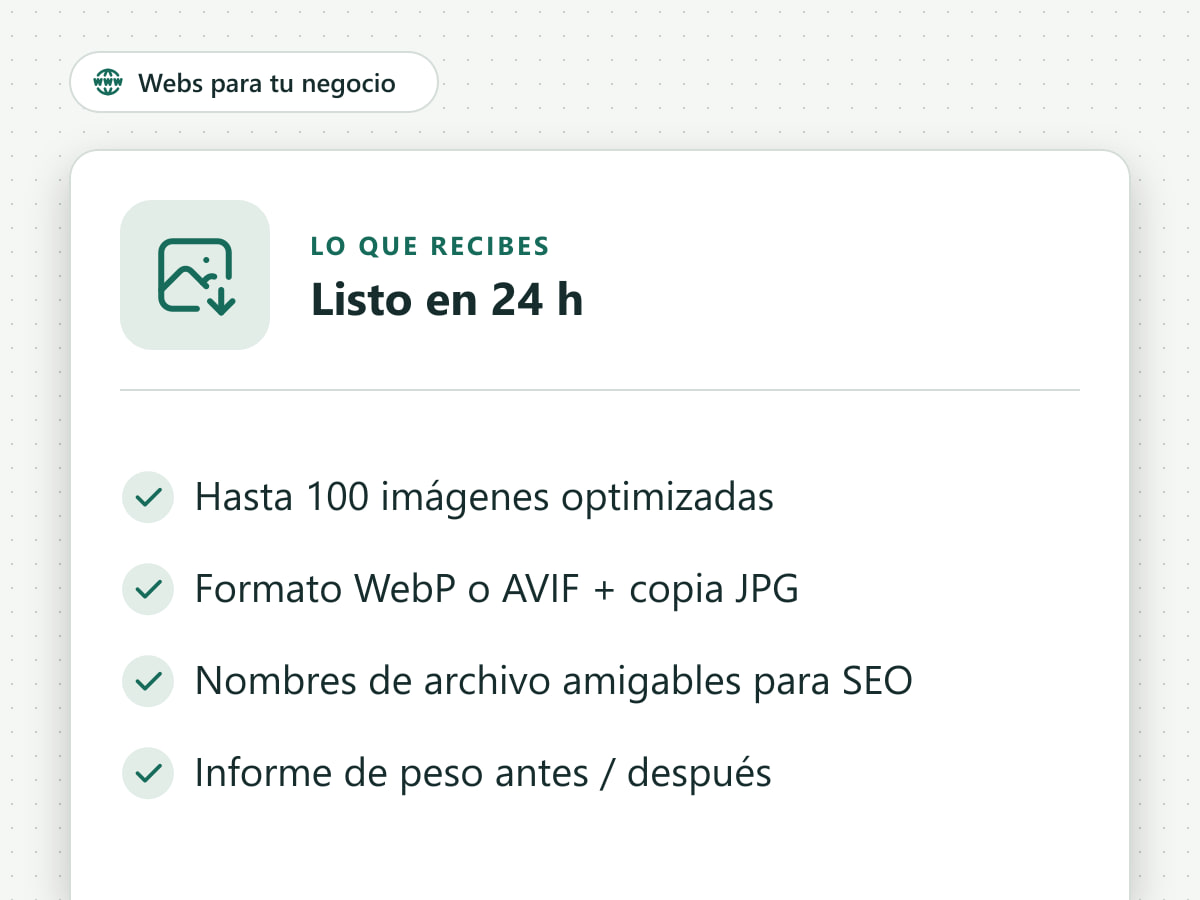 www
Webs para tu negocio
LO QUE RECIBES
Listo en 24 h
Hasta 100 imágenes optimizadas
Formato WebP o AVIF + copia JPG
Nombres de archivo amigables para SEO
Informe de peso antes / después